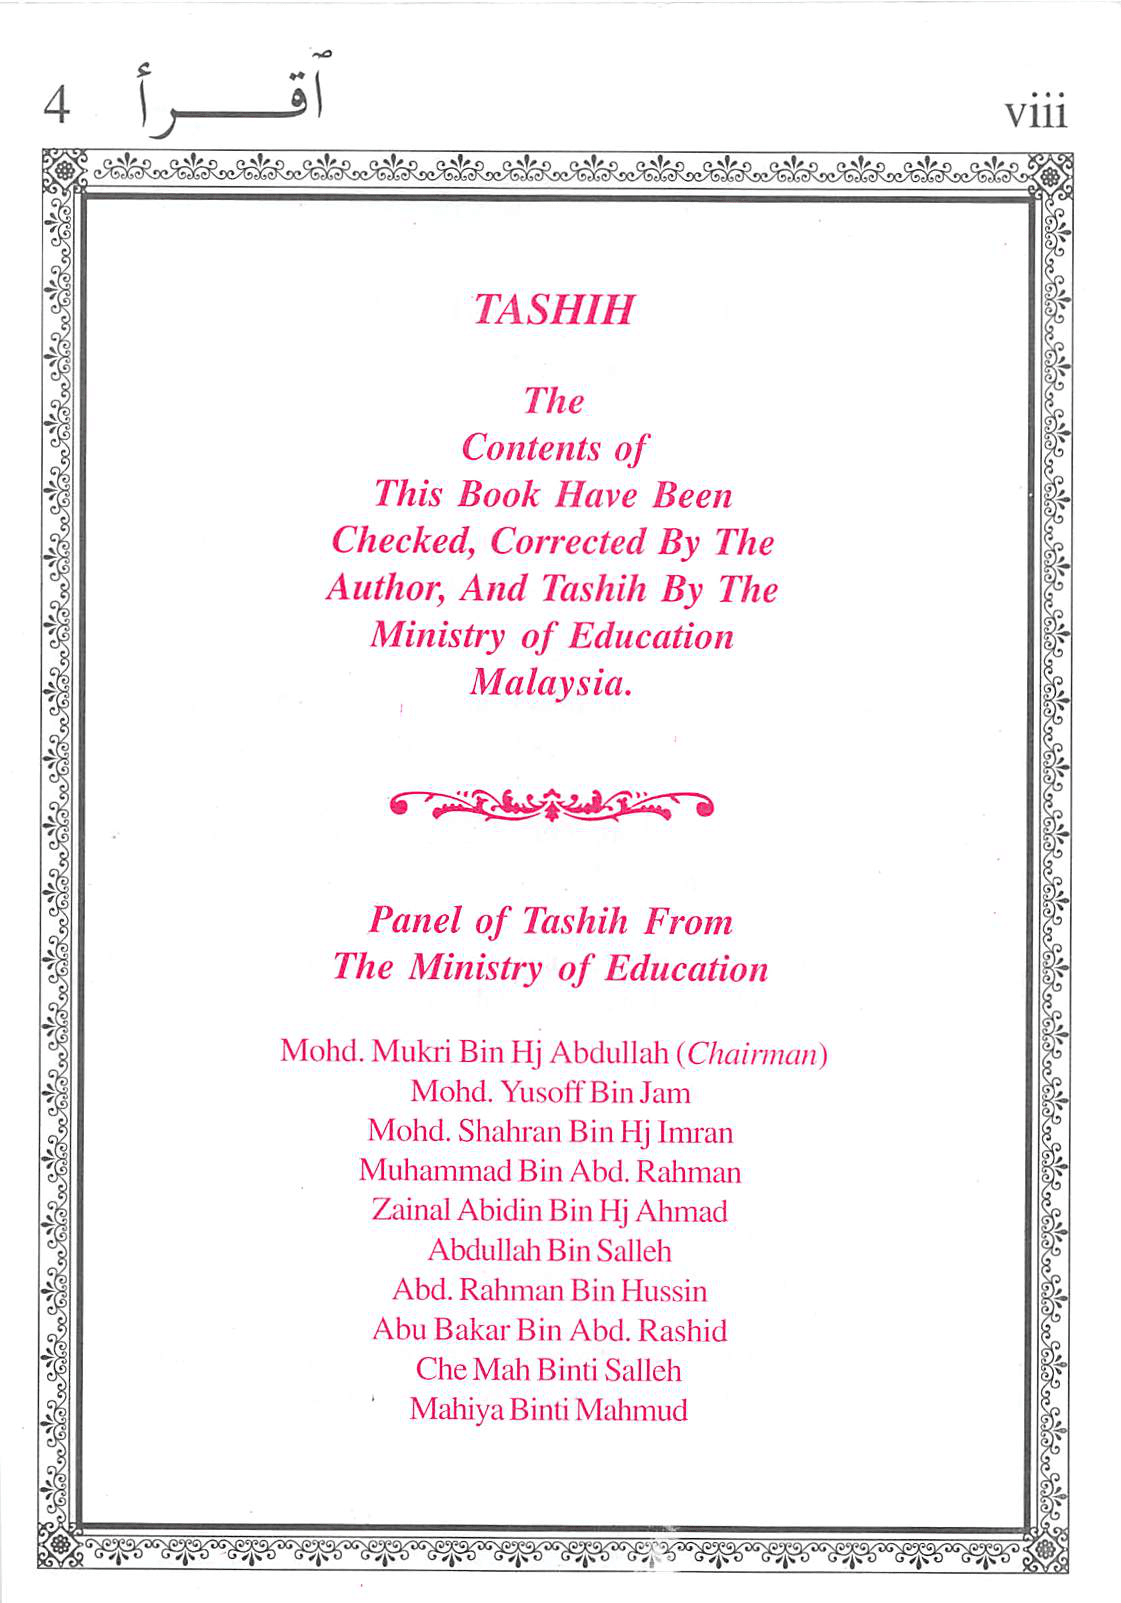 4 ٱقـــــرأ viii
TASHIH
The
Contents of
This Book Have Been
Checked, Corrected By The
Author, And Tashih By The
Ministry of Education
Malaysia.
Panel of Tashih From
The Ministry of Education
Mohd. Mukri Bin Hj Abdullah (Chairman)
Mohd. Yusoff Bin Jam
Mohd. Shahran Bin Hj Imran
Muhammad Bin Abd. Rahman
Zainal Abidin Bin Hj Ahmad
Abdullah Bin Salleh
Abd. Rahman Bin Hussin
Abu Bakar Bin Abd. Rashid
Che Mah Binti Salleh
Mahiya Binti Mahmud